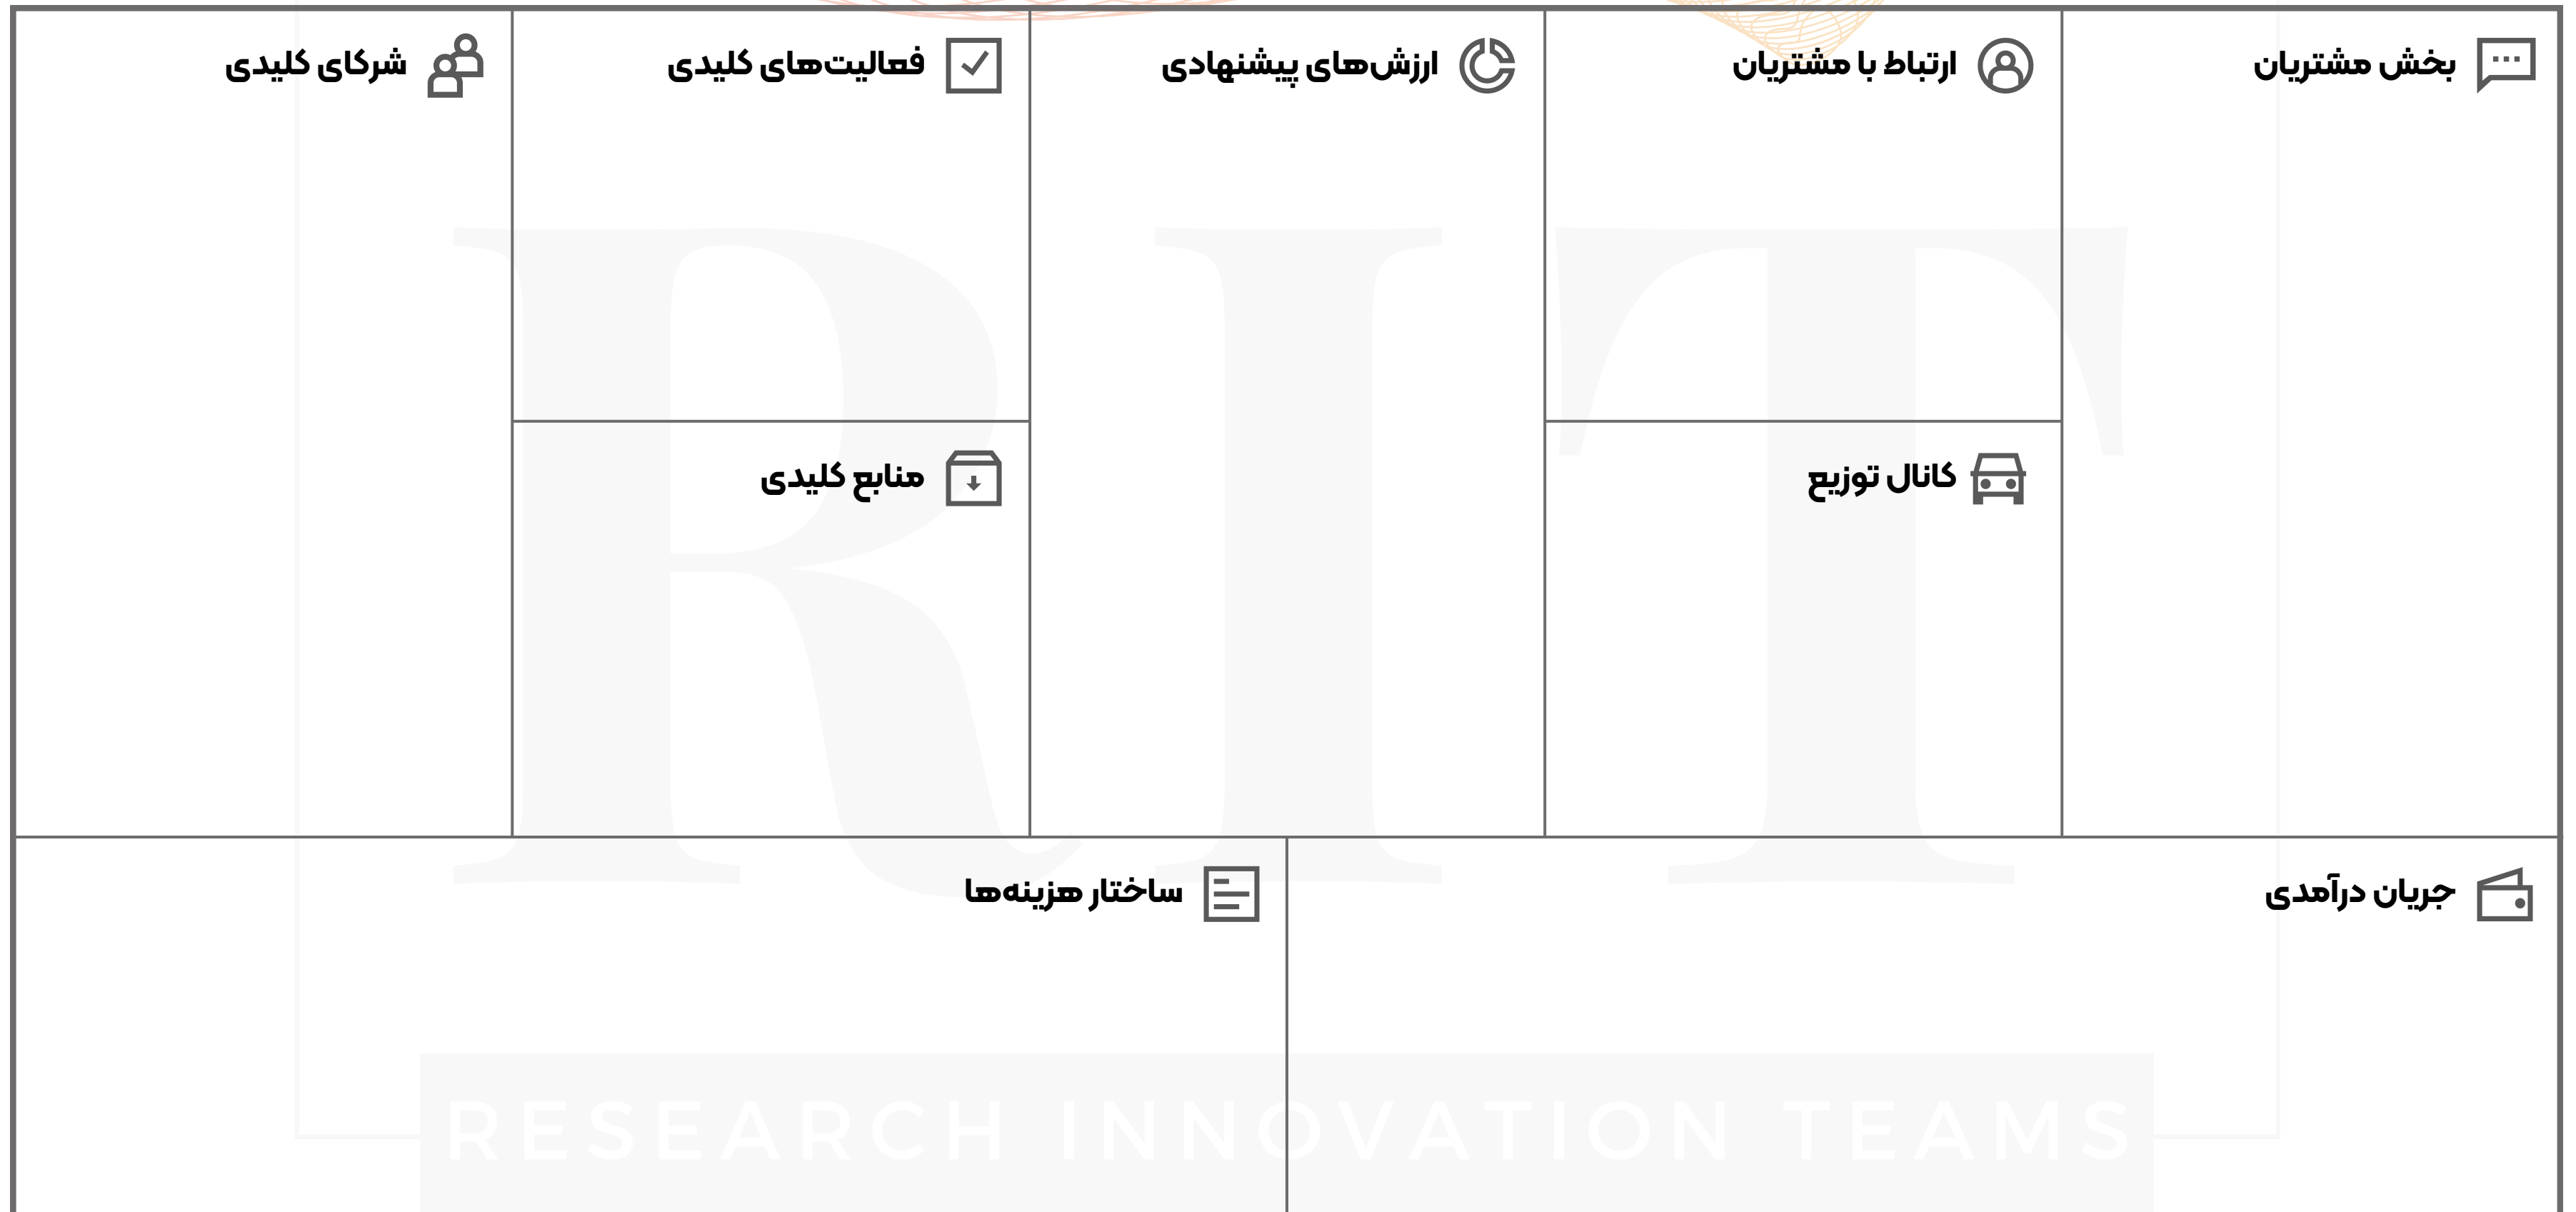 بخش مشتریان
ارتباط با مشتریان
ارزش‌های پیشنهادی
فعالیت‌های کلیدی
شرکای کلیدی
کانال توزیع
منابع کلیدی
جریان درآمدی
ساختار هزینه‌ها
RIT
RESEARCH INNOVATION TEAMS